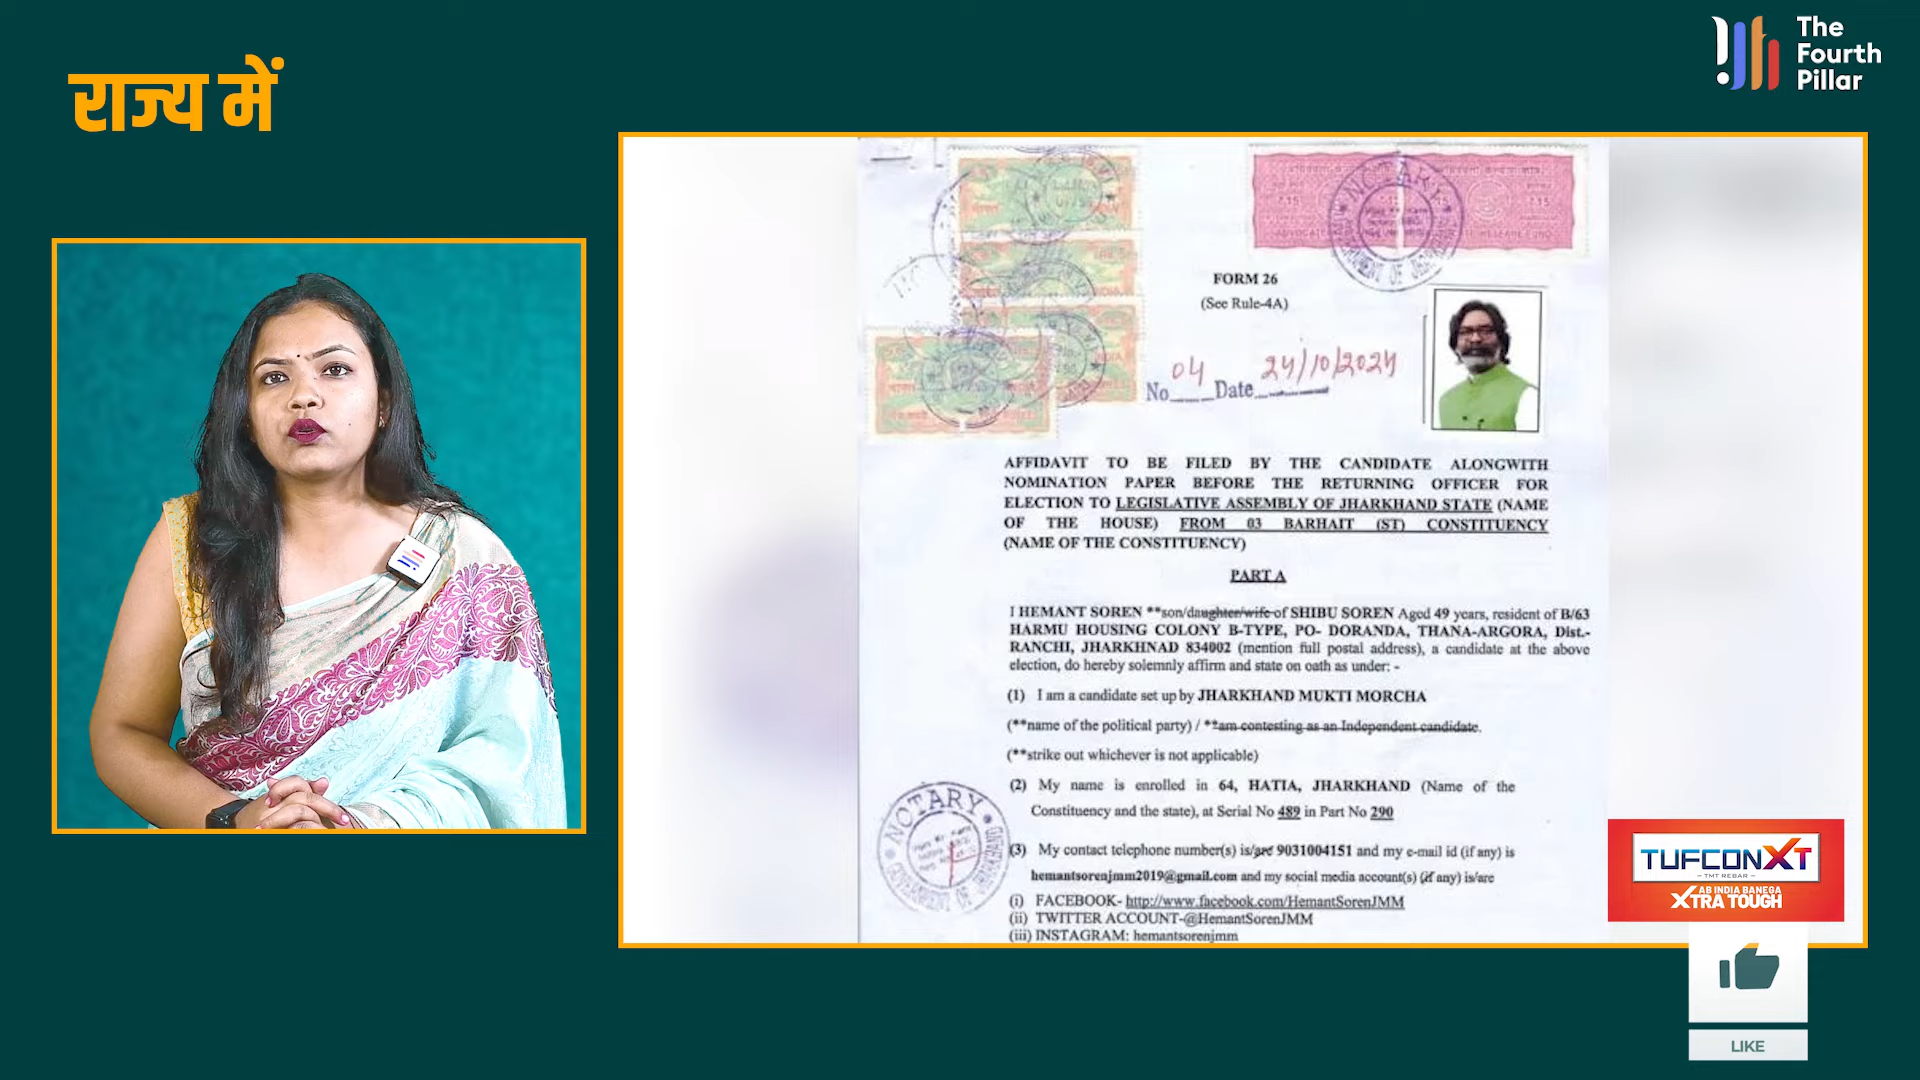 राज्य में
The
Fourth
Pillar
NOTARY
FORM 26
(See Rule-4A)
No 04 Date 24/10/2024
AFFIDAVIT TO BE FILED BY THE CANDIDATE ALONGWITH
NOMINATION PAPER BEFORE THE RETURNING OFFICER FOR
ELECTION TO LEGISLATIVE ASSEMBLY OF JHARKHAND STATE (NAME
OF THE HOUSE) FROM 03 BARHAIT (ST) CONSTITUENCY
(NAME OF THE CONSTITUENCY)
PART A
I HEMANT SOREN **son/daughter/wife of SHIBU SOREN Aged 49 years, resident of B/63
HARMU HOUSING COLONY B-TYPE, PO- DORANDA, THANA-ARGORA, Dist.-
RANCHI, JHARKHNAD 834002 (mention full postal address), a candidate at the above
election, do hereby solemnly affirm and state on oath as under: -
(1) I am a candidate set up by JHARKHAND MUKTI MORCHA
(**name of the political party) / **am contesting as an Independent candidate.
(**strike out whichever is not applicable)
(2) My name is enrolled in 64, HATIA, JHARKHAND (Name of the
Constituency and the state), at Serial No 489 in Part No 290
(3) My contact telephone number(s) is/are 9031004151 and my e-mail id (if any) is
hemantsorenjmm2019@gmail.com and my social media account(s) (if any) is/are
(i) FACEBOOK- http://www.facebook.com/HemantSorenJMM
(ii) TWITTER ACCOUNT-@HemantSorenJMM
(iii) INSTAGRAM: hemantsorenjmm
NOTARY
TUFCON XT
TMT REBAR
AB INDIA BANEGA
XTRA TOUGH
LIKE